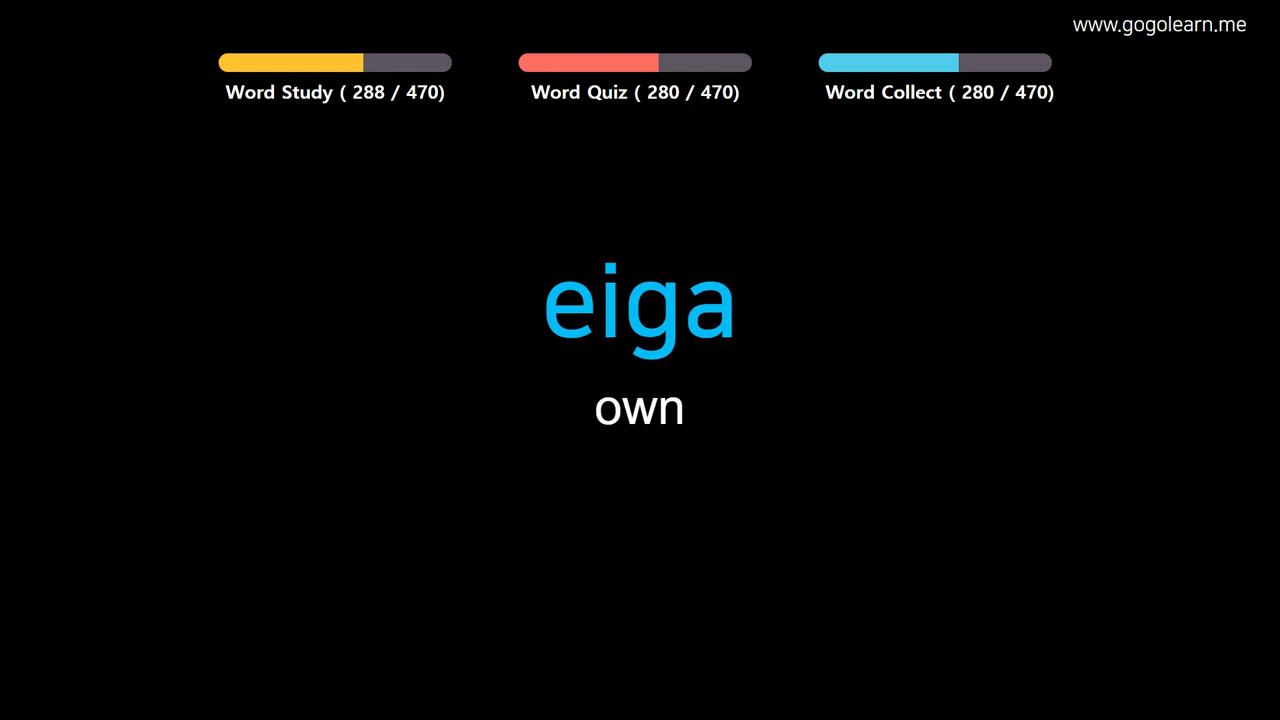 www.gogolearn.me
Word Study ( 288 / 470)
Word Quiz ( 280 / 470)
Word Collect ( 280 / 470)
eiga
own